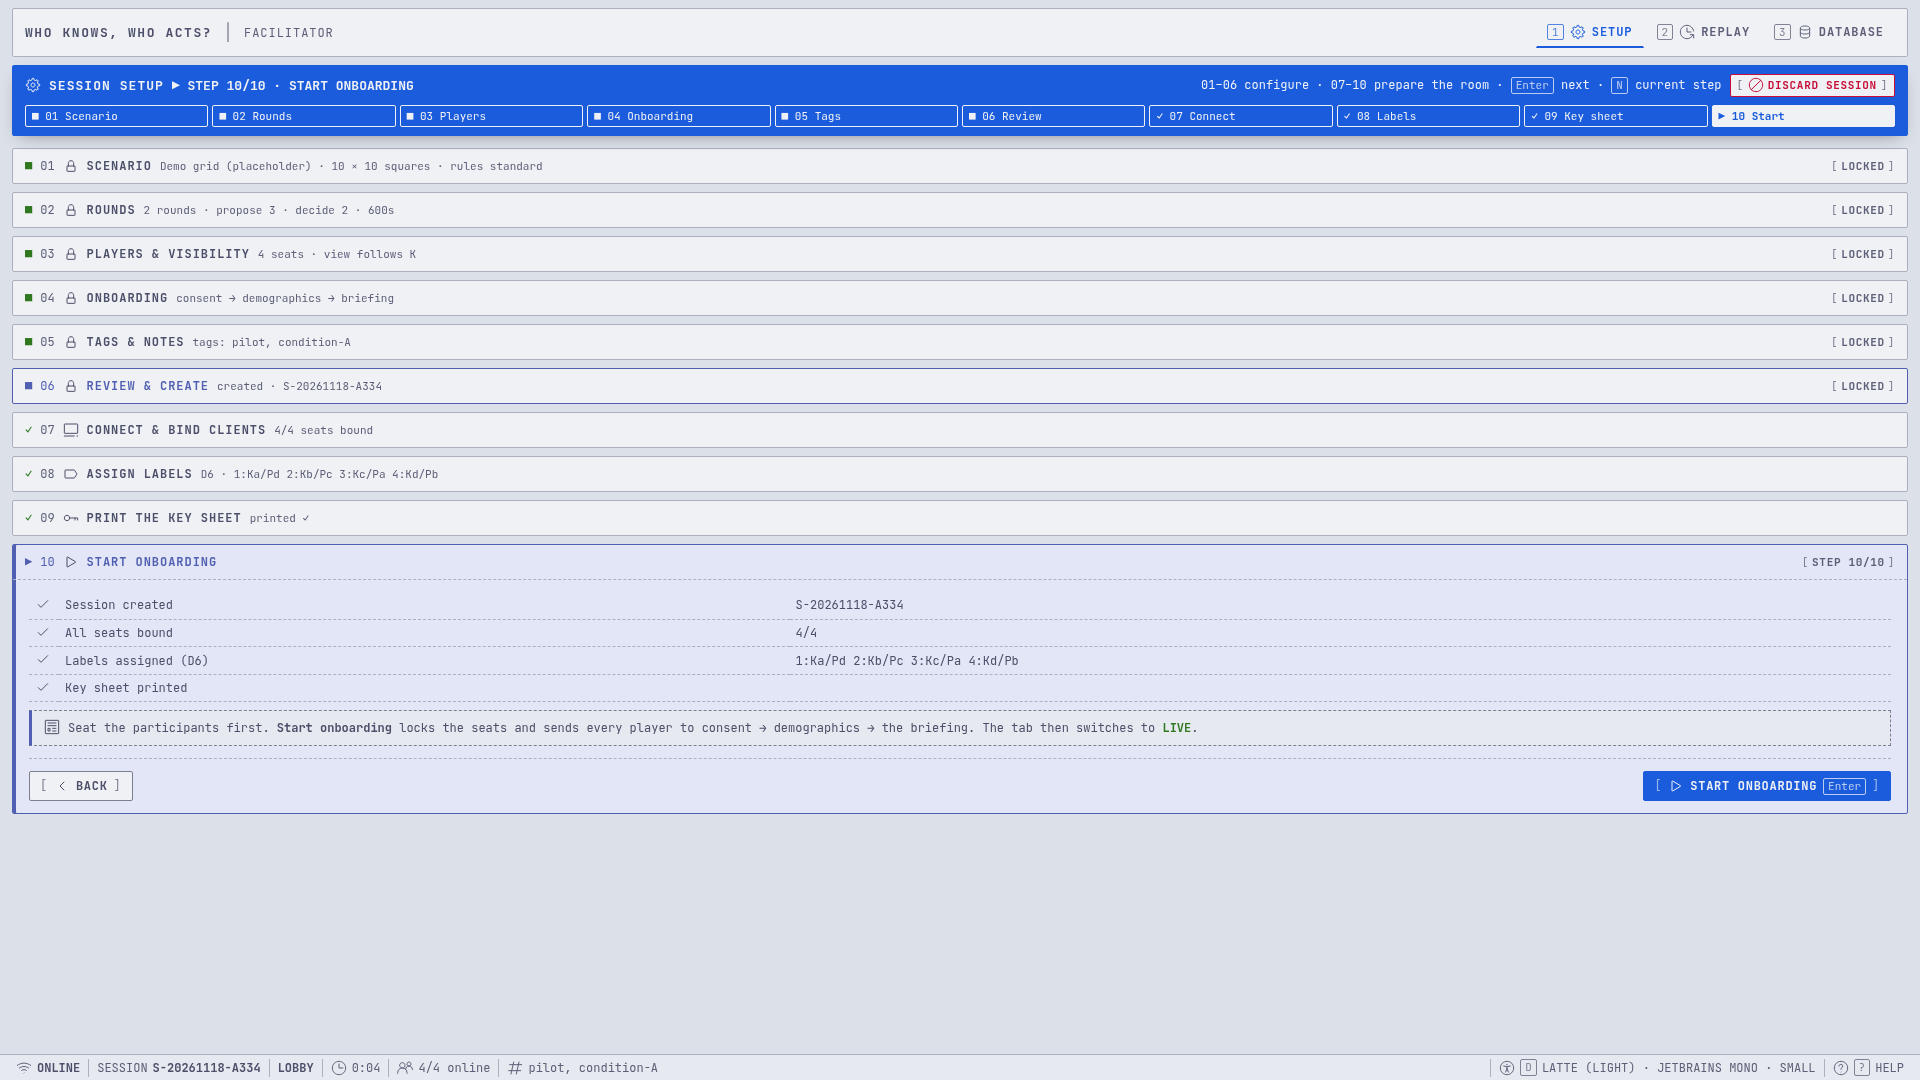 WHO KNOWS, WHO ACTS? FACILITATOR 1 SETUP 2 REPLAY 3 DATABASE
SESSION SETUP ▶ STEP 10/10 · START ONBOARDING 01–06 configure · 07–10 prepare the room · Enter next · N current step [ DISCARD SESSION ]
■ 01 Scenario ■ 02 Rounds ■ 03 Players ■ 04 Onboarding ■ 05 Tags ■ 06 Review ✓ 07 Connect ✓ 08 Labels ✓ 09 Key sheet ▶ 10 Start
■ 01 SCENARIO Demo grid (placeholder) · 10 × 10 squares · rules standard [ LOCKED ]
■ 02 ROUNDS 2 rounds · propose 3 · decide 2 · 600s [ LOCKED ]
■ 03 PLAYERS & VISIBILITY 4 seats · view follows K [ LOCKED ]
■ 04 ONBOARDING consent → demographics → briefing [ LOCKED ]
■ 05 TAGS & NOTES tags: pilot, condition-A [ LOCKED ]
■ 06 REVIEW & CREATE created · S-20261118-A334 [ LOCKED ]
✓ 07 CONNECT & BIND CLIENTS 4/4 seats bound
✓ 08 ASSIGN LABELS D6 · 1:Ka/Pd 2:Kb/Pc 3:Kc/Pa 4:Kd/Pb
✓ 09 PRINT THE KEY SHEET printed ✓
▶ 10 START ONBOARDING [ STEP 10/10 ]
Session created S-20261118-A334
All seats bound 4/4
Labels assigned (D6) 1:Ka/Pd 2:Kb/Pc 3:Kc/Pa 4:Kd/Pb
Key sheet printed
Seat the participants first. Start onboarding locks the seats and sends every player to consent → demographics → the briefing. The tab then switches to LIVE.
[ BACK ] [ START ONBOARDING Enter ]
ONLINE SESSION S-20261118-A334 LOBBY 0:04 4/4 online pilot, condition-A D LATTE (LIGHT) · JETBRAINS MONO · SMALL ? HELP